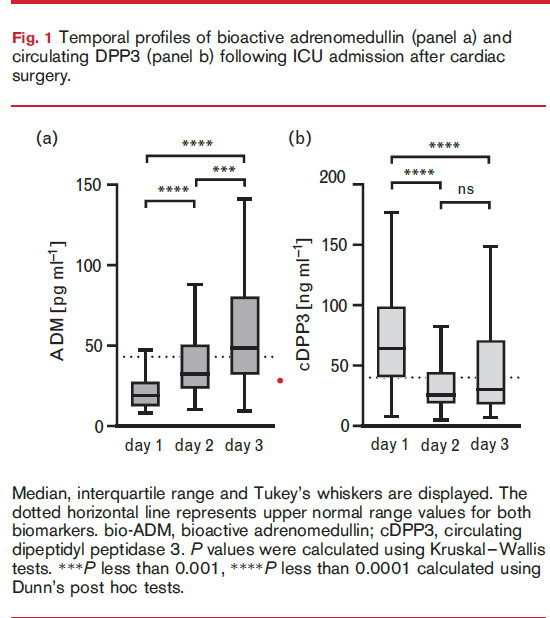 Fig. 1 Temporal profiles of bioactive adrenomedullin (panel a) and
circulating DPP3 (panel b) following ICU admission after cardiac
surgery.
(a)
****
****
***
150
100
50
0
ADM [pg ml−1]
day 1 day 2 day 3
(b)
****
****
ns
200
150
100
50
0
cDPP3 [ng ml−1]
day 1 day 2 day 3
Median, interquartile range and Tukey's whiskers are displayed. The
dotted horizontal line represents upper normal range values for both
biomarkers. bio-ADM, bioactive adrenomedullin; cDPP3, circulating
dipeptidyl peptidase 3. P values were calculated using Kruskal–Wallis
tests. ***P less than 0.001, ****P less than 0.0001 calculated using
Dunn's post hoc tests.